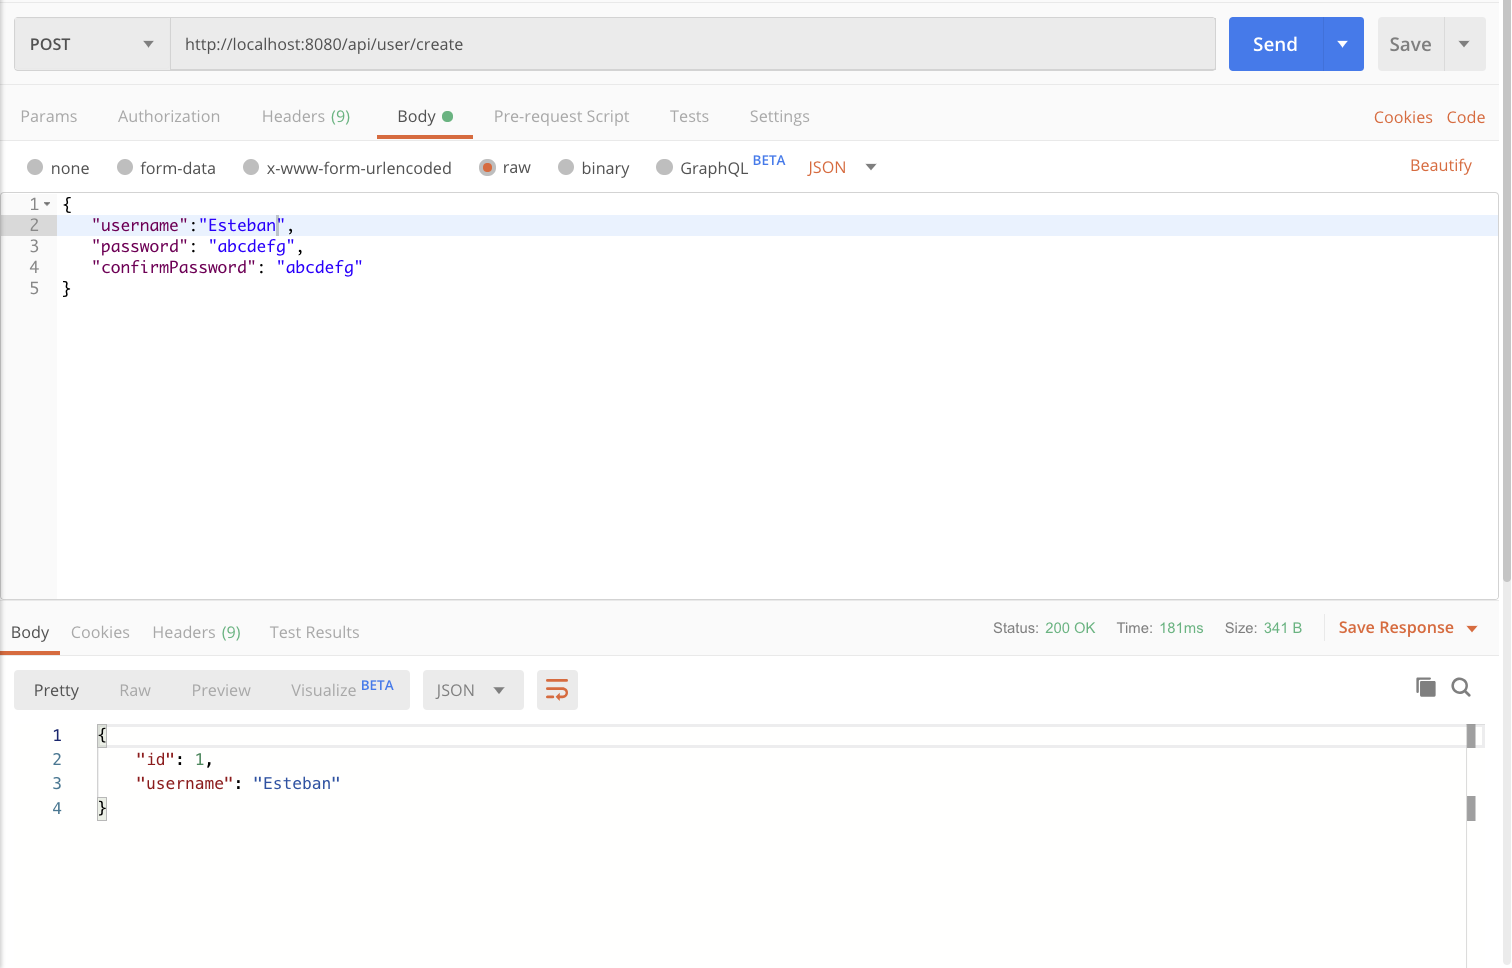 POST http://localhost:8080/api/user/create Send Save
Params Authorization Headers (9) Body Pre-request Script Tests Settings Cookies Code
none form-data x-www-form-urlencoded raw binary GraphQL BETA JSON Beautify
1 {
2 "username":"Esteban",
3 "password": "abcdefg",
4 "confirmPassword": "abcdefg"
5 }
Body Cookies Headers (9) Test Results Status: 200 OK Time: 181ms Size: 341 B Save Response
Pretty Raw Preview Visualize BETA JSON
1 {
2 "id": 1,
3 "username": "Esteban"
4 }